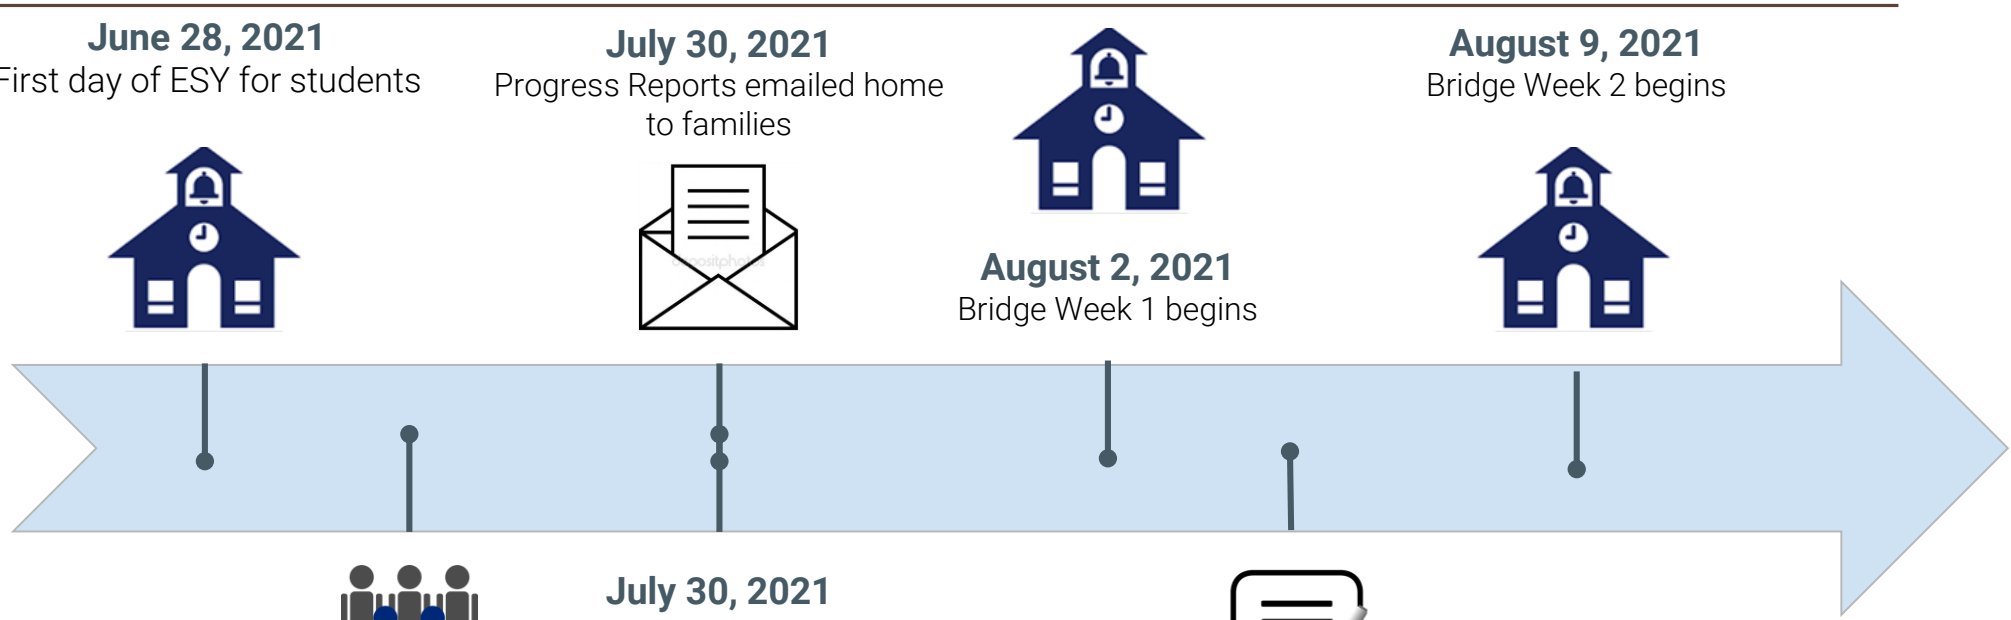 June 28, 2021
First day of ESY for students
July 30, 2021
Progress Reports emailed home
to families
August 2, 2021
Bridge Week 1 begins
August 9, 2021
Bridge Week 2 begins
July 30, 2021